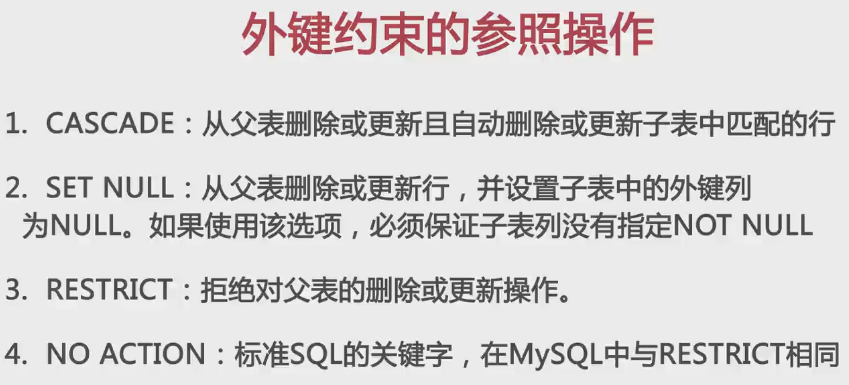 外键约束的参照操作
1. CASCADE：从父表删除或更新且自动删除或更新子表中匹配的行
2. SET NULL：从父表删除或更新行，并设置子表中的外键列
为NULL。如果使用该选项，必须保证子表列没有指定NOT NULL
3. RESTRICT：拒绝对父表的删除或更新操作。
4. NO ACTION：标准SQL的关键字，在MySQL中与RESTRICT相同